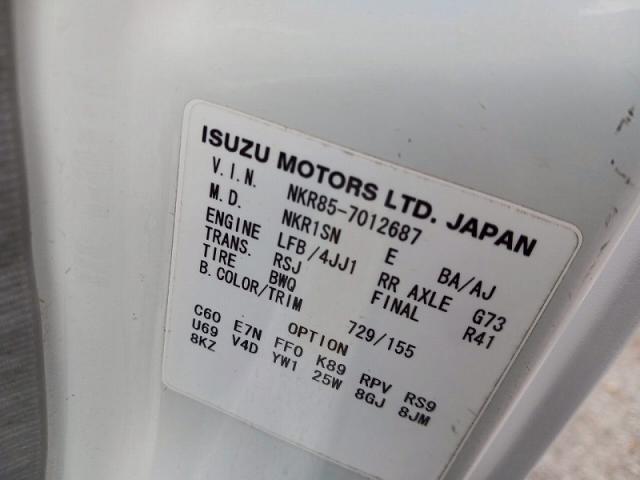 ISUZU MOTORS LTD. JAPAN
V.I.N. NKR85-7012687
M.D. NKR1SN E BA/AJ
ENGINE LFB/4JJ1 RR AXLE G73
TRANS. RSJ FINAL R41
TIRE BWQ
B.COLOR/TRIM 729/155
OPTION
C60 E7N FFO K89 RPV RS9
U69 V4D YW1 25W 8GJ 8JM
8KZ